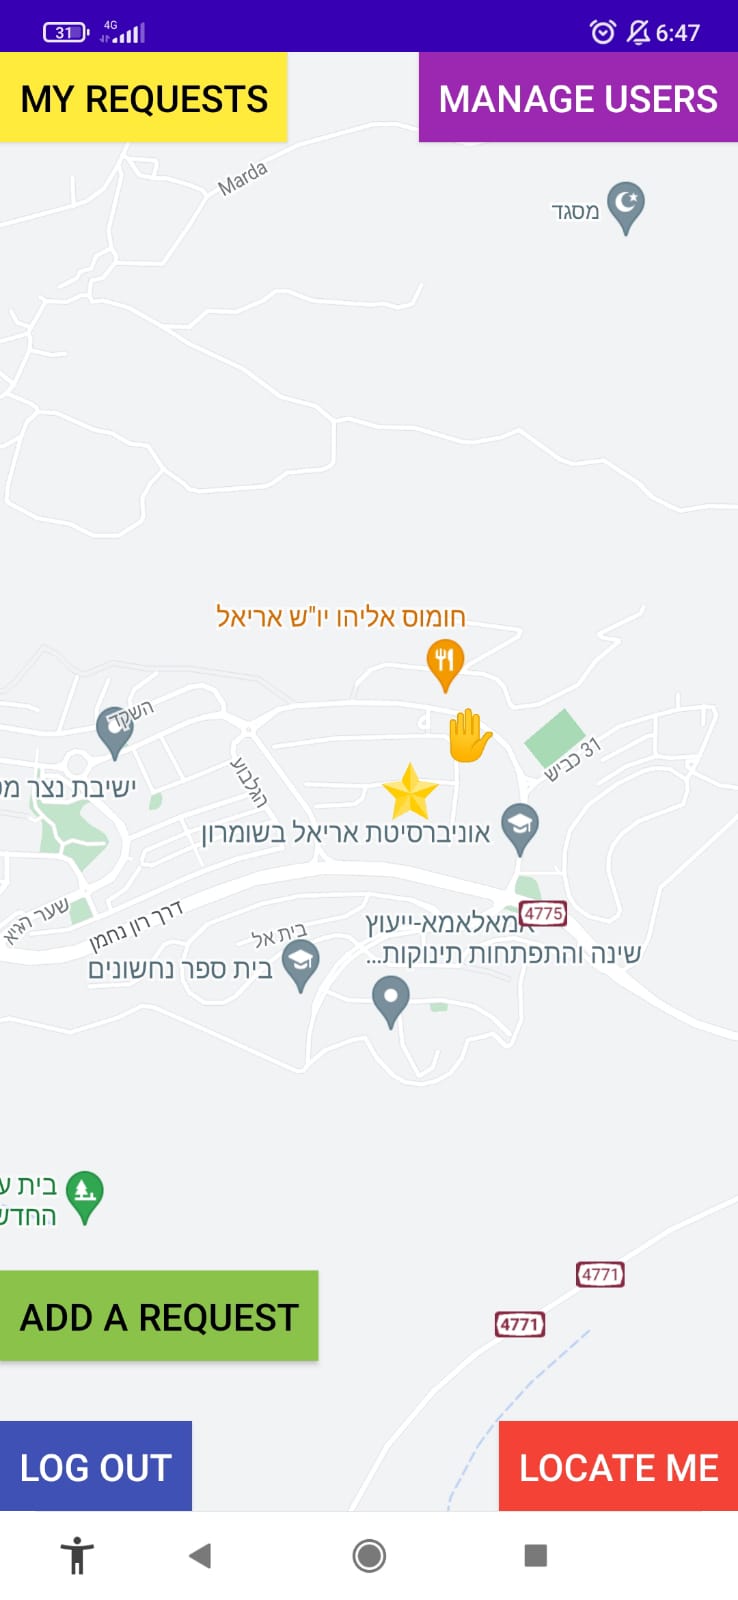 31
4G
6:47
MY REQUESTS
MANAGE USERS
Marda
מסגד
חומוס אליהו יו"ש אריאל
השקד
כביש 31
ישיבת נצר
הגלבוע
אוניברסיטת אריאל בשומרון
4775
שער הגיא
דרך רון נחמן
אמאלאמא-ייעוץ
שינה והתפתחות תינוקות...
בית אל
בית ספר נחשונים
בית
4771
4771
ADD A REQUEST
LOG OUT
LOCATE ME